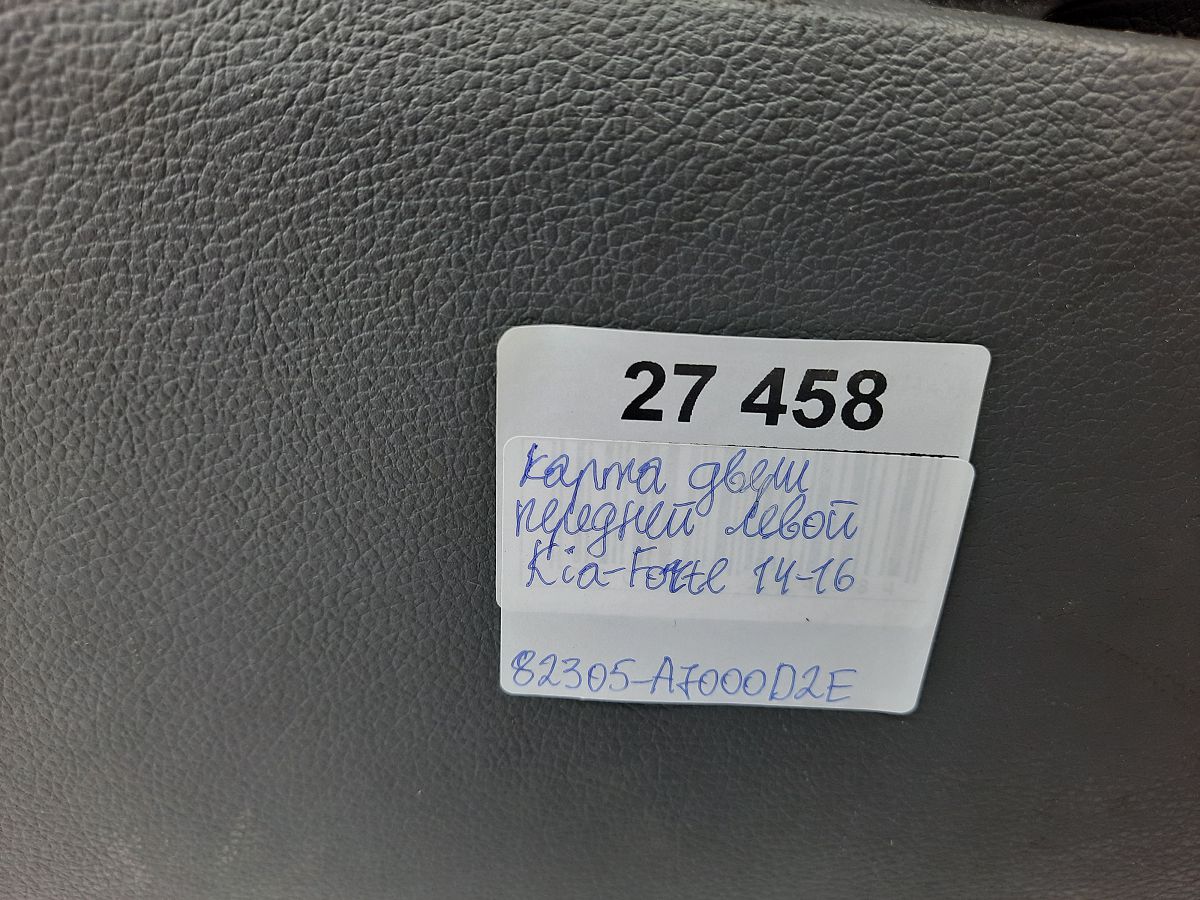 27 458
карта двери
передней левой
Kia-Forte 14-16
82305-A7000D2E